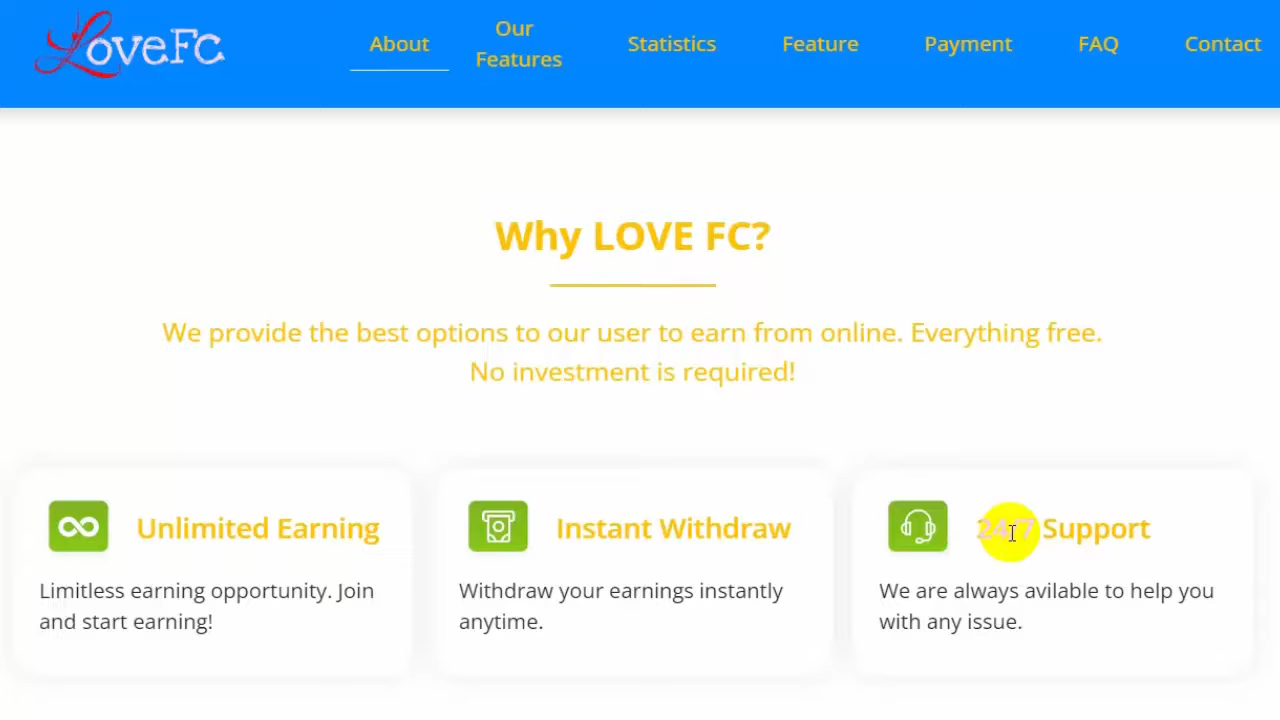 LoveFc
About
Our
Features
Statistics
Feature
Payment
FAQ
Contact
Why LOVE FC?
We provide the best options to our user to earn from online. Everything free.
No investment is required!
Unlimited Earning
Limitless earning opportunity. Join
and start earning!
Instant Withdraw
Withdraw your earnings instantly
anytime.
24/7 Support
We are always avilable to help you
with any issue.